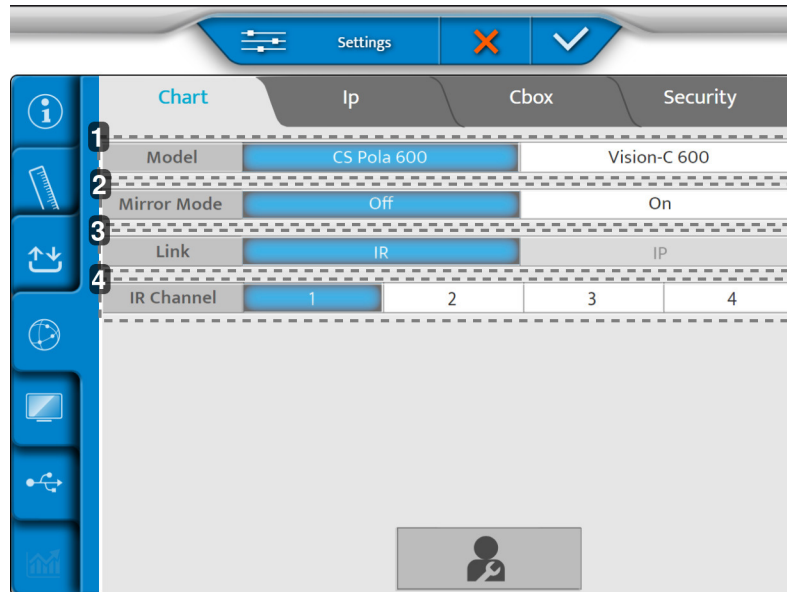 Settings
Chart Ip Cbox Security
1
Model CS Pola 600 Vision-C 600
2
Mirror Mode Off On
3
Link IR IP
4
IR Channel 1 2 3 4